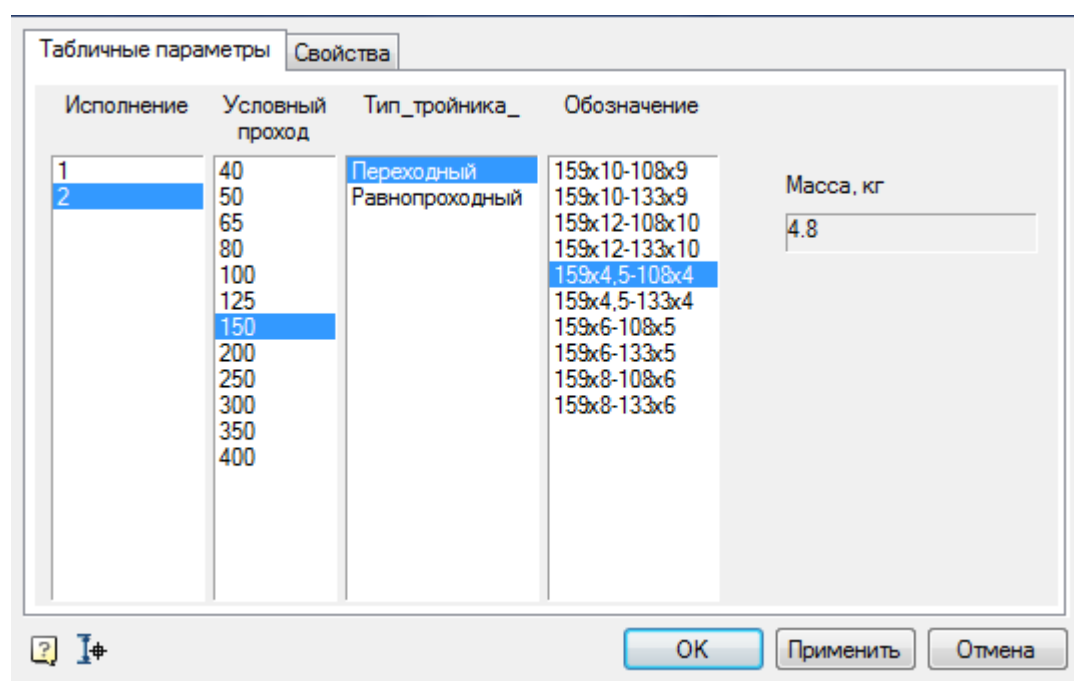 Табличные параметры
Свойства
Исполнение
Условный проход
Тип_тройника_
Обозначение
1
2
40
50
65
80
100
125
150
200
250
300
350
400
Переходный
Равнопроходный
159x10-108x9
159x10-133x9
159x12-108x10
159x12-133x10
159x4,5-108x4
159x4,5-133x4
159x6-108x5
159x6-133x5
159x8-108x6
159x8-133x6
Масса, кг
4.8
OK
Применить
Отмена